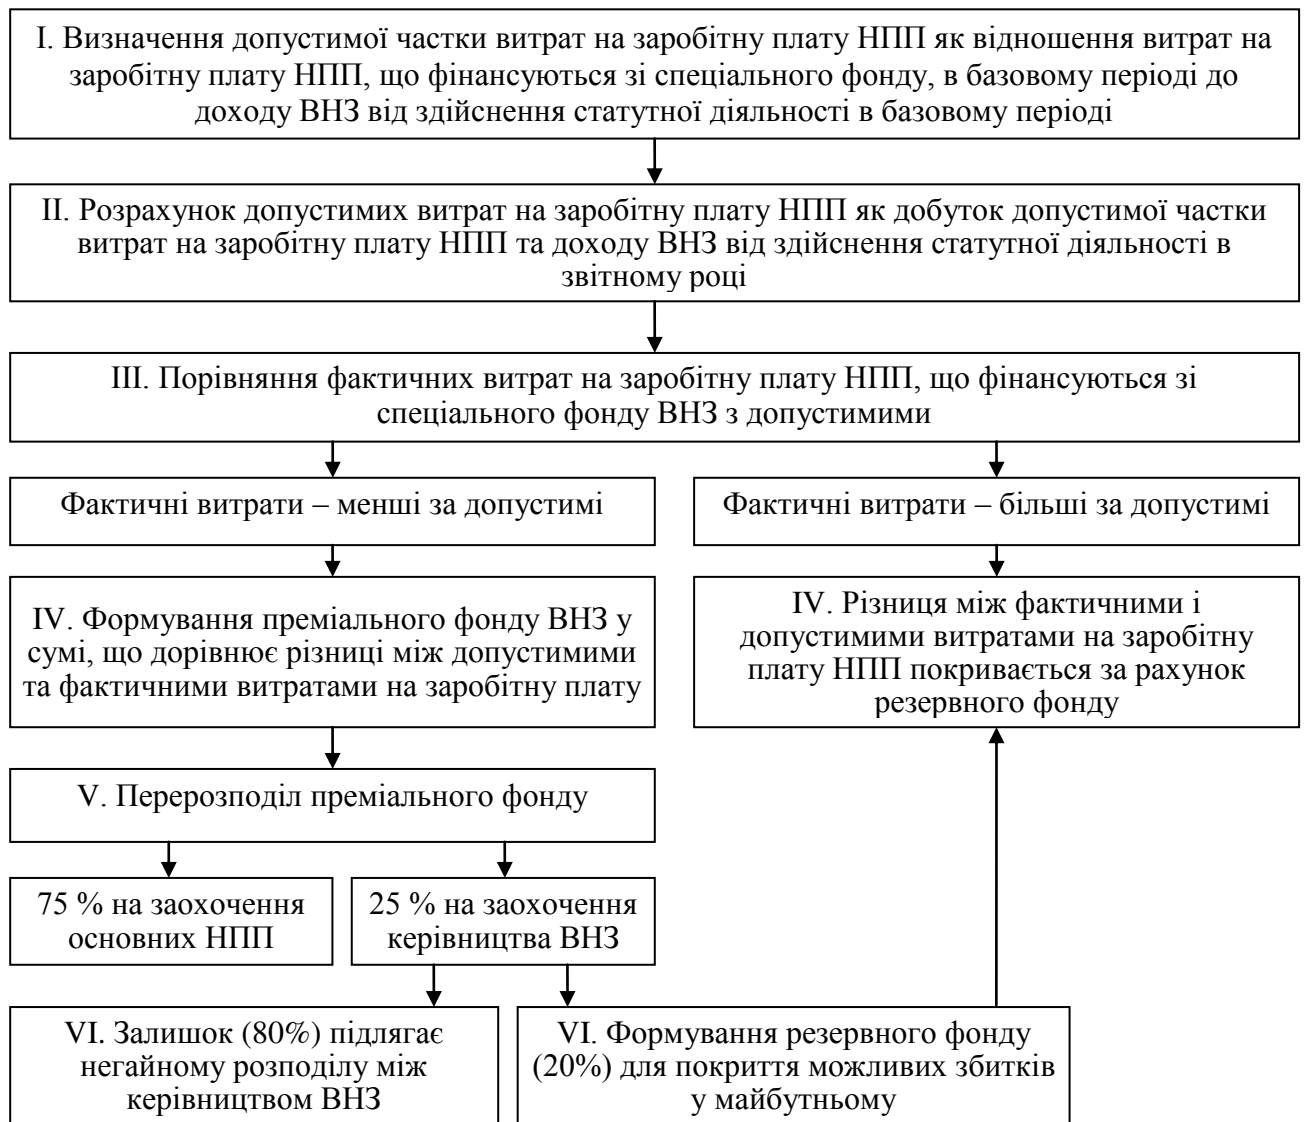 І. Визначення допустимої частки витрат на заробітну плату НПП як відношення витрат на
заробітну плату НПП, що фінансуються зі спеціального фонду, в базовому періоді до
доходу ВНЗ від здійснення статутної діяльності в базовому періоді
ІІ. Розрахунок допустимих витрат на заробітну плату НПП як добуток допустимої частки
витрат на заробітну плату НПП та доходу ВНЗ від здійснення статутної діяльності в
звітному році
ІІІ. Порівняння фактичних витрат на заробітну плату НПП, що фінансуються зі
спеціального фонду ВНЗ з допустимими
Фактичні витрати – менші за допустимі
Фактичні витрати – більші за допустимі
IV. Формування преміального фонду ВНЗ у
сумі, що дорівнює різниці між допустимими
та фактичними витратами на заробітну плату
IV. Різниця між фактичними і
допустимими витратами на заробітну
плату НПП покривається за рахунок
резервного фонду
V. Перерозподіл преміального фонду
75 % на заохочення
основних НПП
25 % на заохочення
керівництва ВНЗ
VI. Залишок (80%) підлягає
негайному розподілу між
керівництвом ВНЗ
VI. Формування резервного фонду
(20%) для покриття можливих збитків
у майбутньому